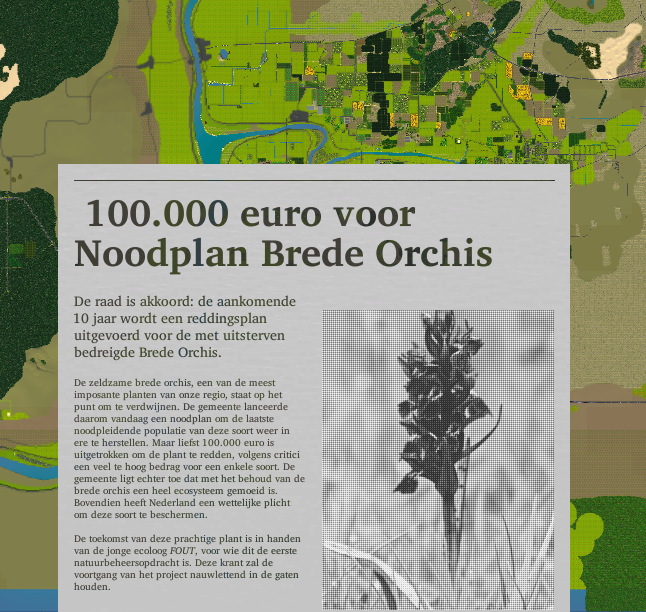 100.000 euro voor
Noodplan Brede Orchis
De raad is akkoord: de aankomende
10 jaar wordt een reddingsplan
uitgevoerd voor de met uitsterven
bedreigde Brede Orchis.
De zeldzame brede orchis, een van de meest
imposante planten van onze regio, staat op het
punt om te verdwijnen. De gemeente lanceerde
daarom vandaag een noodplan om de laatste
noodleidende populatie van deze soort weer in
ere te herstellen. Maar liefst 100.000 euro is
uitgetrokken om de plant te redden, volgens critici
een veel te hoog bedrag voor een enkele soort. De
gemeente ligt echter toe dat met het behoud van de
brede orchis een heel ecosysteem gemoeid is.
Bovendien heeft Nederland een wettelijke plicht
om deze soort te beschermen.
De toekomst van deze prachtige plant is in handen
van de jonge ecoloog FOUT, voor wie dit de eerste
natuurbeheersopdracht is. Deze krant zal de
voortgang van het project nauwlettend in de gaten
houden.